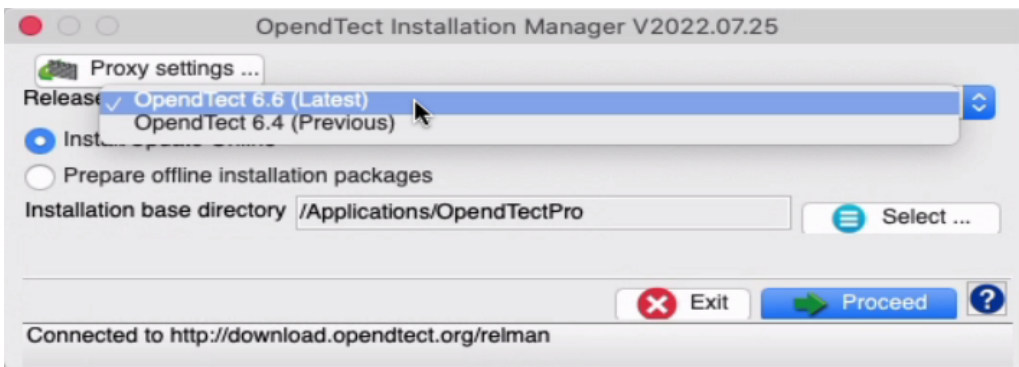 OpendTect Installation Manager V2022.07.25
Proxy settings ...
Release
✓ OpendTect 6.6 (Latest)
OpendTect 6.4 (Previous)
Prepare offline installation packages
Installation base directory /Applications/OpendTectPro Select ...
Exit Proceed ?
Connected to http://download.opendtect.org/relman